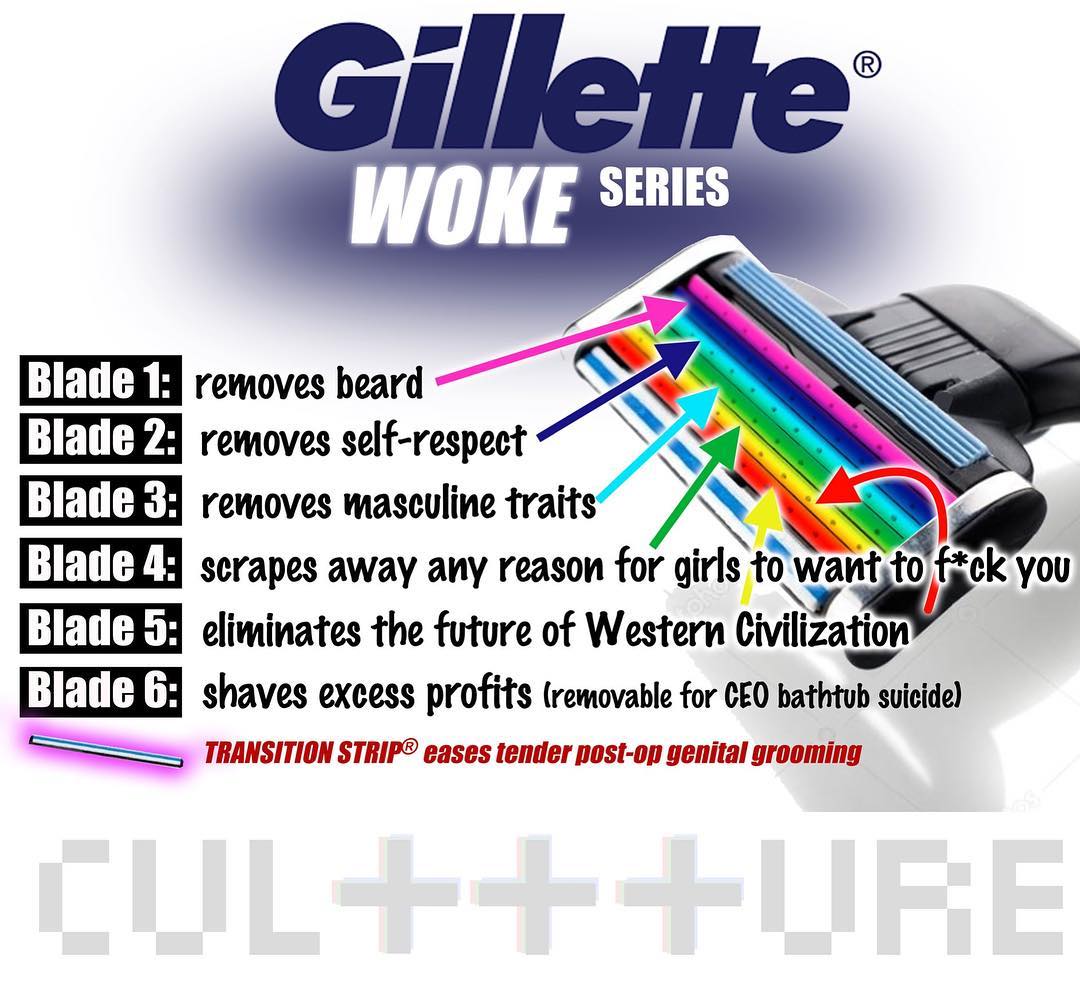 Gillette®
WOKE SERIES
Blade 1: removes beard
Blade 2: removes self-respect
Blade 3: removes masculine traits
Blade 4: scrapes away any reason for girls to want to f*ck you
Blade 5: eliminates the future of Western Civilization
Blade 6: shaves excess profits (removable for CEO bathtub suicide)
TRANSITION STRIP® eases tender post-op genital grooming
CUL+++URE